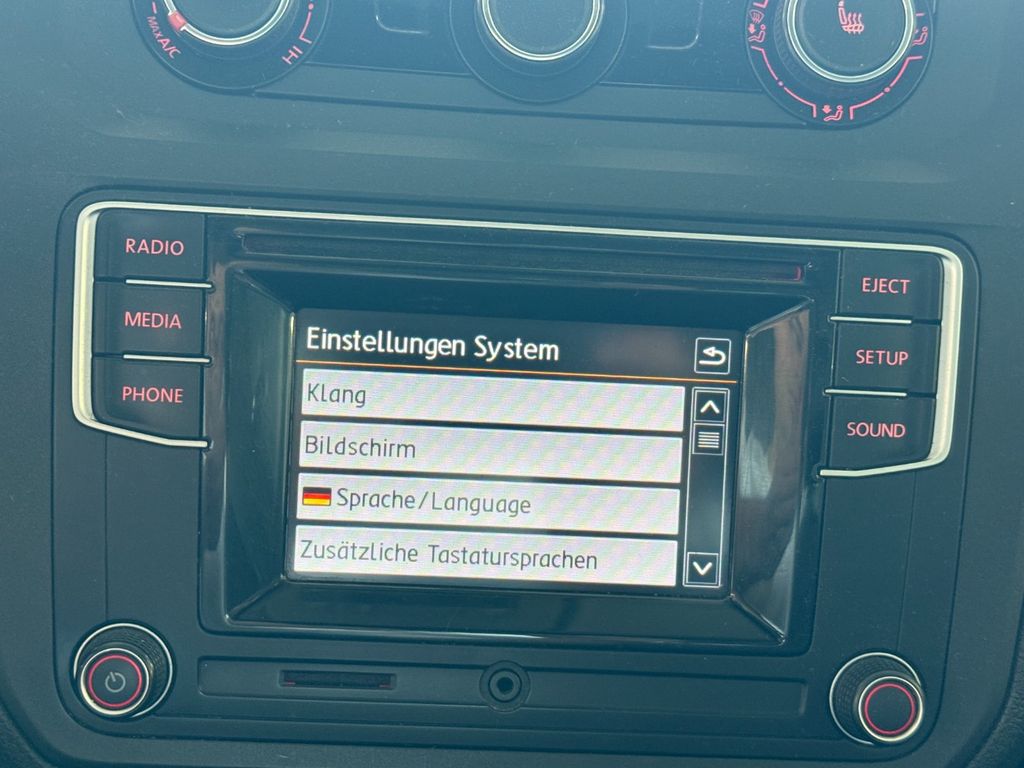 MAX A/C
HI
RADIO
MEDIA
PHONE
EJECT
SETUP
SOUND
Einstellungen System
Klang
Bildschirm
Sprache/Language
Zusätzliche Tastatursprachen